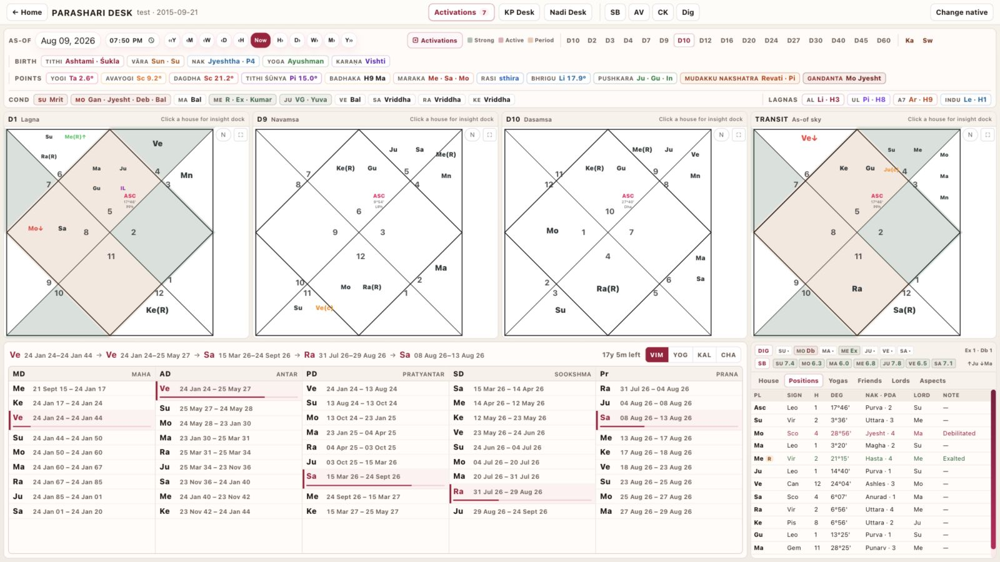 ← Home PARASHARI DESK test · 2015-09-21 Activations 7 KP Desk Nadi Desk SB AV CK Dig Change native
AS-OF Aug 09, 2026 07:50 PM ‹‹Y ‹M ‹W ‹D ‹H Now H› D› W› M› Y›› Activations Strong Active Period D10 D2 D3 D4 D7 D9 D10 D12 D16 D20 D24 D27 D30 D40 D45 D60 Ka Sw
BIRTH TITHI Ashtami · Śukla VĀRA Sun · Su NAK Jyeshtha · P4 YOGA Ayushman KARAṆA Vishti
POINTS YOGI Ta 2.6° AVAYOGI Sc 9.2° DAGDHA Sc 21.2° TITHI ŚŪNYA Pi 15.0° BADHAKA H9 Ma MARAKA Me · Sa · Mo RASI sthira BHRIGU Li 17.9° PUSHKARA Ju · Gu · In MUDAKKU NAKSHATRA Revati · Pi GANDANTA Mo Jyesht
COND SU Mrit MO Gan · Jyesht · Deb · Bal MA Bal ME R · Ex · Kumar JU VG · Yuva VE Bal SA Vriddha RA Vriddha KE Vriddha LAGNAS AL Li · H3 UL Pi · H8 A7 Ar · H9 INDU Le · H1
D1 Lagna Click a house for insight dock
N
Su Me(R)↑ Ve
Ra(R)
Ma Ju
6 4 Mn
7 3
Gu IL
ASC
17°46'
PPh
5
Mo↓ Sa 8 2
11
9 1
10 12
Ke(R)
D9 Navamsa Click a house for insight dock
N
Ju Sa Me(R)
Ke(R) Gu
7 5 Mn
8 4
ASC
UPh
6
9 3
12
Ma
10 2
Mo Ra(R)
11 1
Su Ve(c)
D10 Dasamsa Click a house for insight dock
N
Me(R) Ju Ve
Ke(R) Gu
11 9 Mn
12 8
ASC
27°40'
Dha
10
Mo 1 7
4
Ma
2 6 Sa
Ra(R)
3 5
Su
TRANSIT As-of sky Click a house for insight dock
N
Ve↓ Su Me Mo
Ke Gu Ju(c) 4
6 Ma
7 3
Mn
ASC
17°46'
PPh
5
8 2
11
9 1
Ra
10 12
Sa(R)
Ve 24 Jan 24–24 Jan 44 → Ve 24 Jan 24–25 May 27 → Sa 15 Mar 26–24 Sept 26 → Ra 31 Jul 26–29 Aug 26 → Sa 08 Aug 26–13 Aug 26 17y 5m left VIM YOG KAL CHA
MD MAHA
Me 21 Sept 15 – 24 Jan 17
Ke 24 Jan 17 – 24 Jan 24
Ve 24 Jan 24 – 24 Jan 44
Su 24 Jan 44 – 24 Jan 50
Mo 24 Jan 50 – 24 Jan 60
Ma 24 Jan 60 – 24 Jan 67
Ra 24 Jan 67 – 24 Jan 85
Ju 24 Jan 85 – 24 Jan 01
Sa 24 Jan 01 – 24 Jan 20
AD ANTAR
Ve 24 Jan 24 – 25 May 27
Su 25 May 27 – 24 May 28
Mo 24 May 28 – 23 Jan 30
Ma 23 Jan 30 – 25 Mar 31
Ra 25 Mar 31 – 25 Mar 34
Ju 25 Mar 34 – 23 Nov 36
Sa 23 Nov 36 – 24 Jan 40
Me 24 Jan 40 – 23 Nov 42
Ke 23 Nov 42 – 24 Jan 44
PD PRATYANTAR
Ve 24 Jan 24 – 13 Aug 24
Su 13 Aug 24 – 13 Oct 24
Mo 13 Oct 24 – 23 Jan 25
Ma 23 Jan 25 – 04 Apr 25
Ra 04 Apr 25 – 03 Oct 25
Ju 03 Oct 25 – 15 Mar 26
Sa 15 Mar 26 – 24 Sept 26
Me 24 Sept 26 – 15 Mar 27
Ke 15 Mar 27 – 25 May 27
SD SOOKSHMA
Sa 15 Mar 26 – 14 Apr 26
Me 14 Apr 26 – 12 May 26
Ke 12 May 26 – 23 May 26
Ve 23 May 26 – 24 Jun 26
Su 24 Jun 26 – 04 Jul 26
Mo 04 Jul 26 – 20 Jul 26
Ma 20 Jul 26 – 31 Jul 26
Ra 31 Jul 26 – 29 Aug 26
Ju 29 Aug 26 – 24 Sept 26
Pr PRANA
Ra 31 Jul 26 – 04 Aug 26
Ju 04 Aug 26 – 08 Aug 26
Sa 08 Aug 26 – 13 Aug 26
Me 13 Aug 26 – 17 Aug 26
Ke 17 Aug 26 – 18 Aug 26
Ve 18 Aug 26 – 23 Aug 26
Su 23 Aug 26 – 25 Aug 26
Mo 25 Aug 26 – 27 Aug 26
Ma 27 Aug 26 – 29 Aug 26
DIG SU · MO Db MA · ME Ex JU · VE · SA · Ex 1 · Db 1
SB SU 7.4 MO 6.3 MA 6.0 ME 6.8 JU 7.8 VE 6.5 SA 7.1 ↑Ju ↓Ma
House Positions Yogas Friends Lords Aspects
PL SIGN H DEG NAK · PDA LORD NOTE
Asc Leo 1 17°46' Purva · 2 Su —
Su Vir 2 3°36' Uttara · 3 Me —
Mo Sco 4 28°56' Jyesht · 4 Ma Debilitated
Ma Leo 1 3°20' Magha · 2 Su —
Me R Vir 2 21°15' Hasta · 4 Me Exalted
Ju Leo 1 14°40' Purva · 1 Su —
Ve Can 12 24°04' Ashles · 3 Mo —
Sa Sco 4 6°07' Anurad · 1 Ma —
Ra Vir 2 6°56' Uttara · 4 Me —
Ke Pis 8 6°56' Uttara · 2 Ju —
Gu Leo 1 13°25' Purva · 1 Su —
Ma Gem 11 28°25' Punarv · 3 Me —